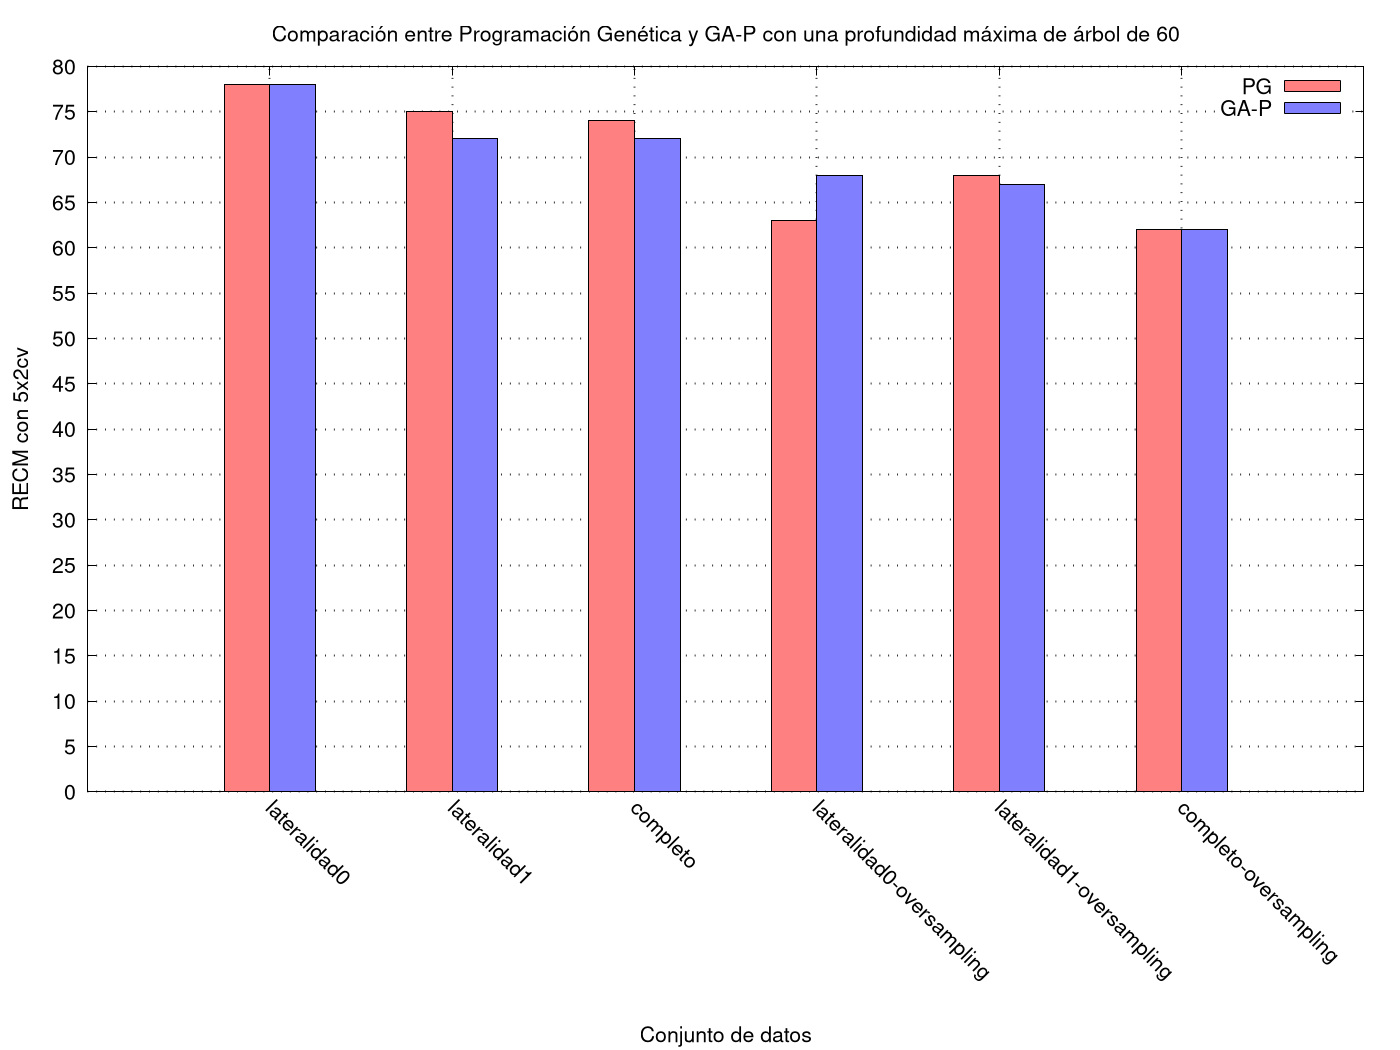 Comparación entre Programación Genética y GA-P con una profundidad máxima de árbol de 60
PG
GA-P
80
75
70
65
60
55
50
45
40
35
30
25
20
15
10
5
0
RECM con 5x2cv
lateralidad0
lateralidad1
completo
lateralidad0-oversampling
lateralidad1-oversampling
completo-oversampling
Conjunto de datos